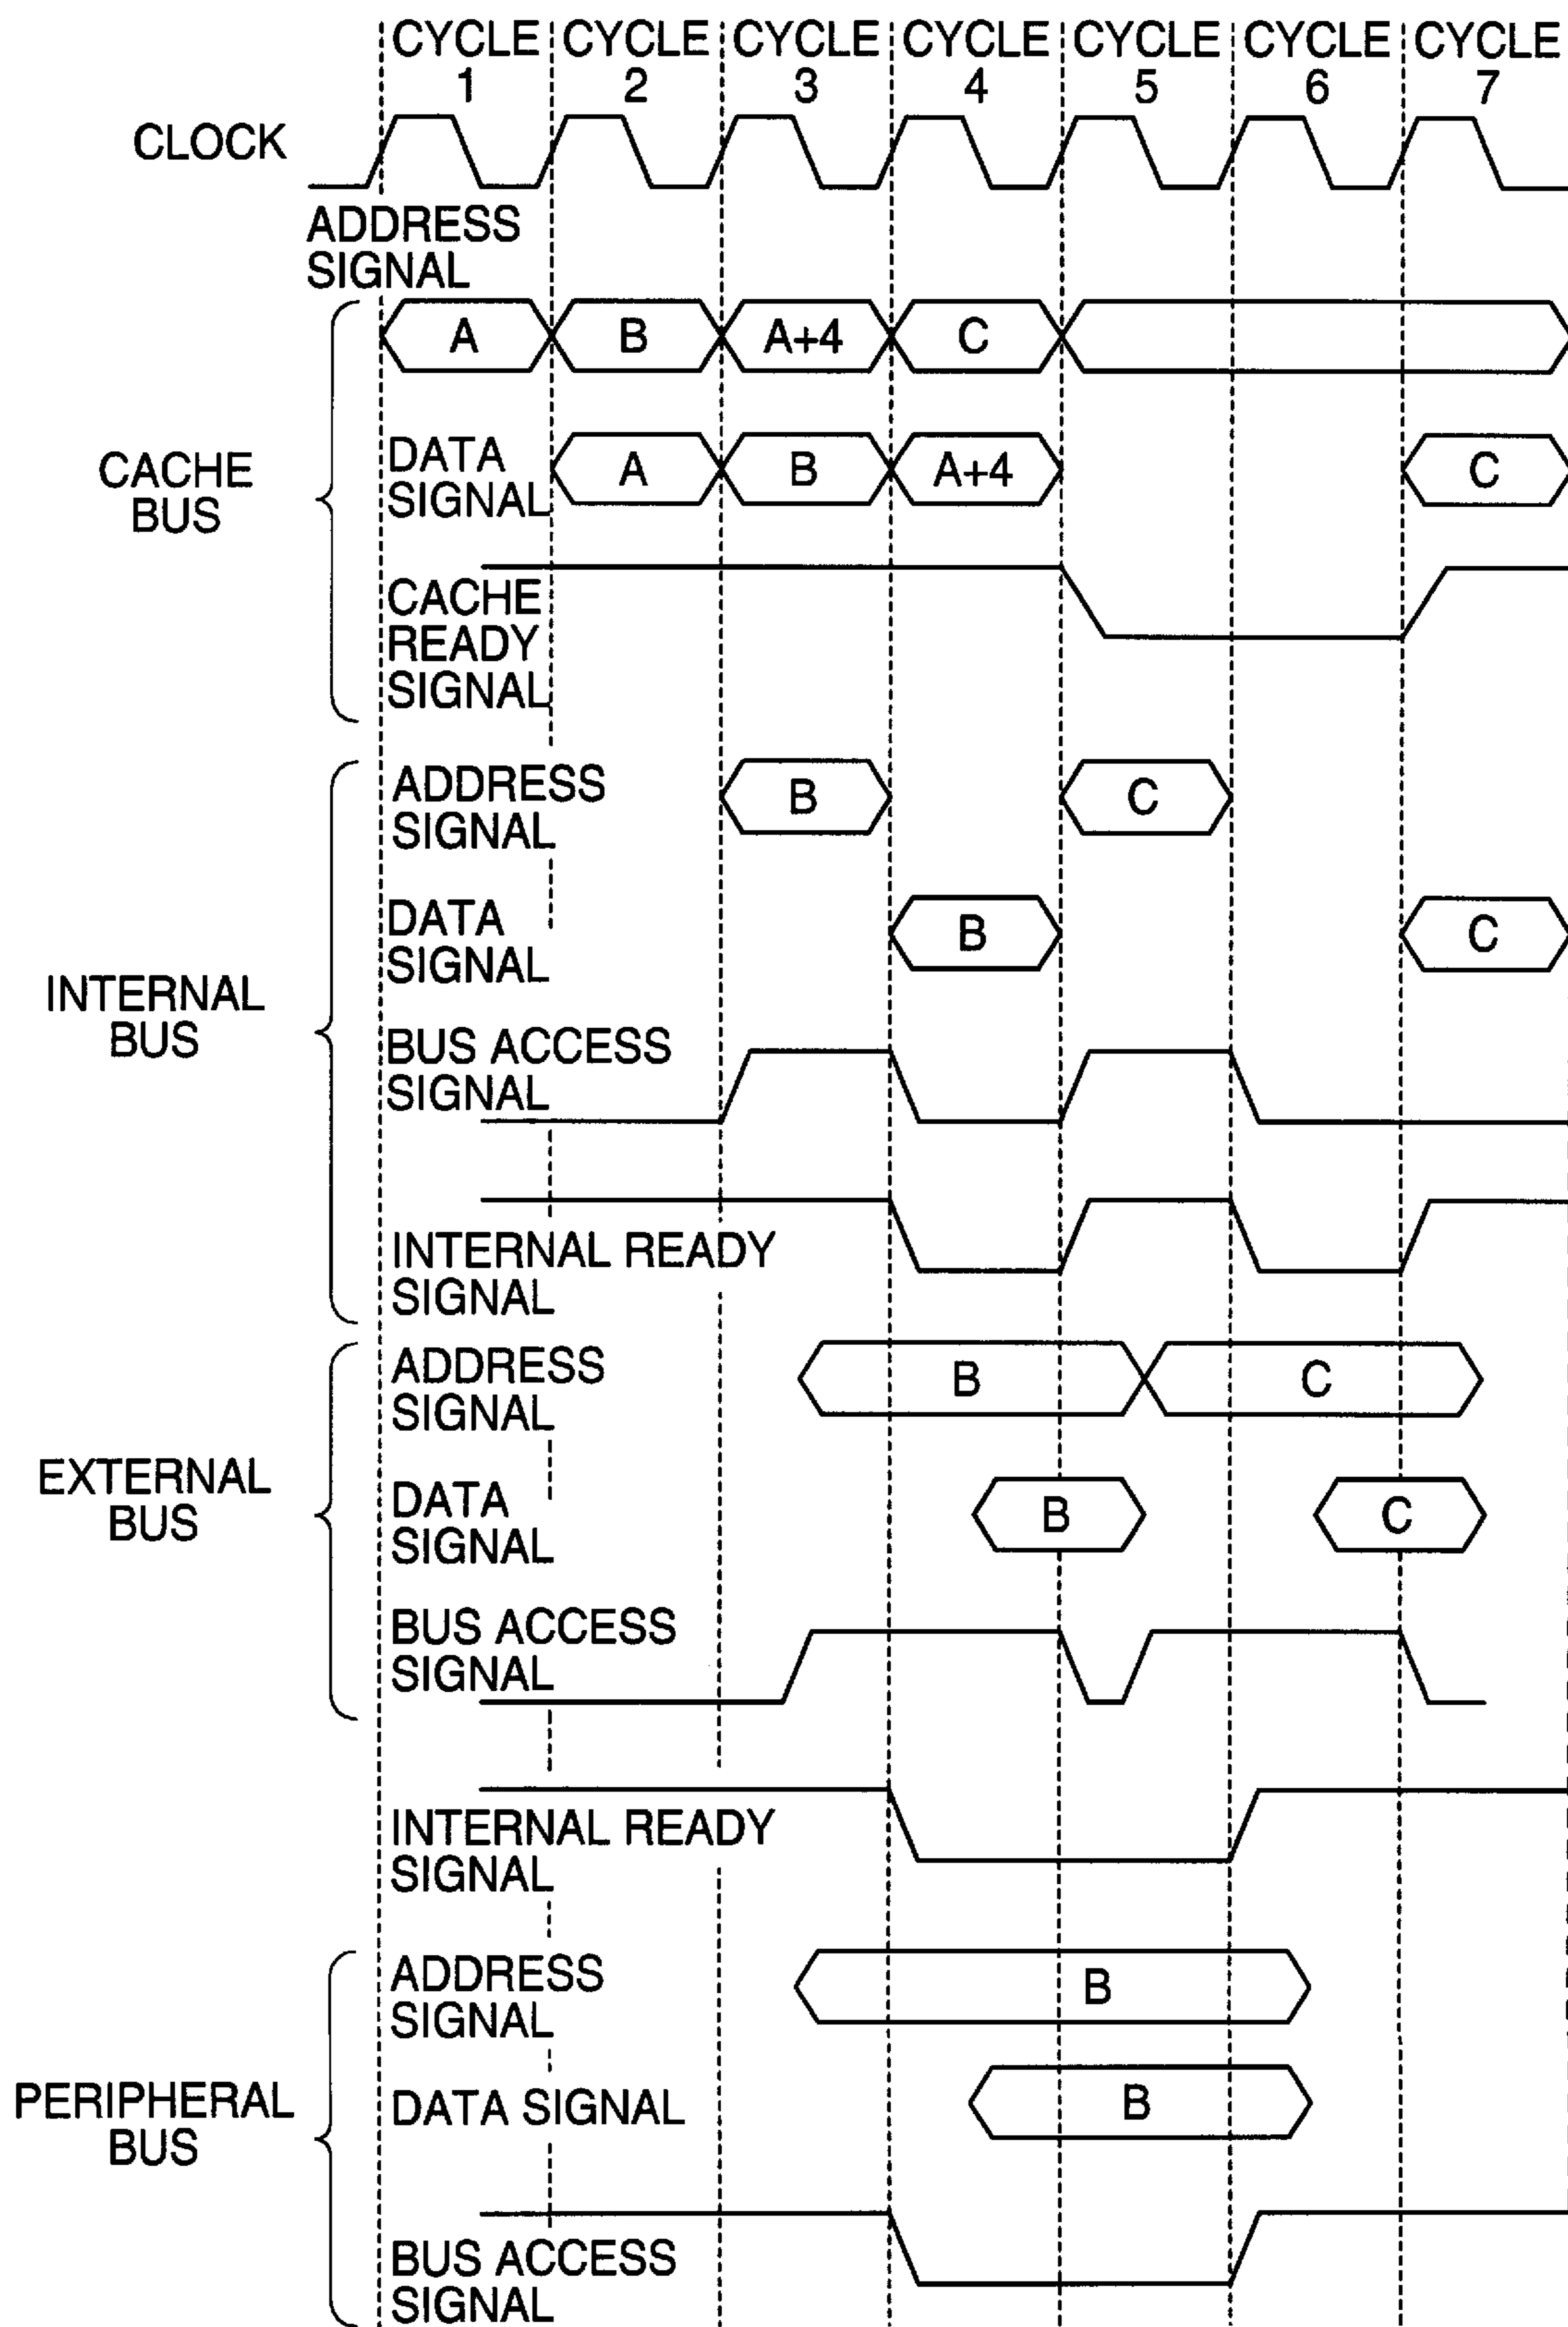 CYCLE CYCLE CYCLE CYCLE CYCLE CYCLE CYCLE
1 2 3 4 5 6 7
CLOCK
ADDRESS
SIGNAL
A B A+4 C
CACHE
BUS
DATA
SIGNAL
A B A+4 C
CACHE
READY
SIGNAL
INTERNAL
BUS
ADDRESS
SIGNAL
B C
DATA
SIGNAL
B C
BUS ACCESS
SIGNAL
INTERNAL READY
SIGNAL
EXTERNAL
BUS
ADDRESS
SIGNAL
B C
DATA
SIGNAL
B C
BUS ACCESS
SIGNAL
INTERNAL READY
SIGNAL
PERIPHERAL
BUS
ADDRESS
SIGNAL
B
DATA SIGNAL
B
BUS ACCESS
SIGNAL